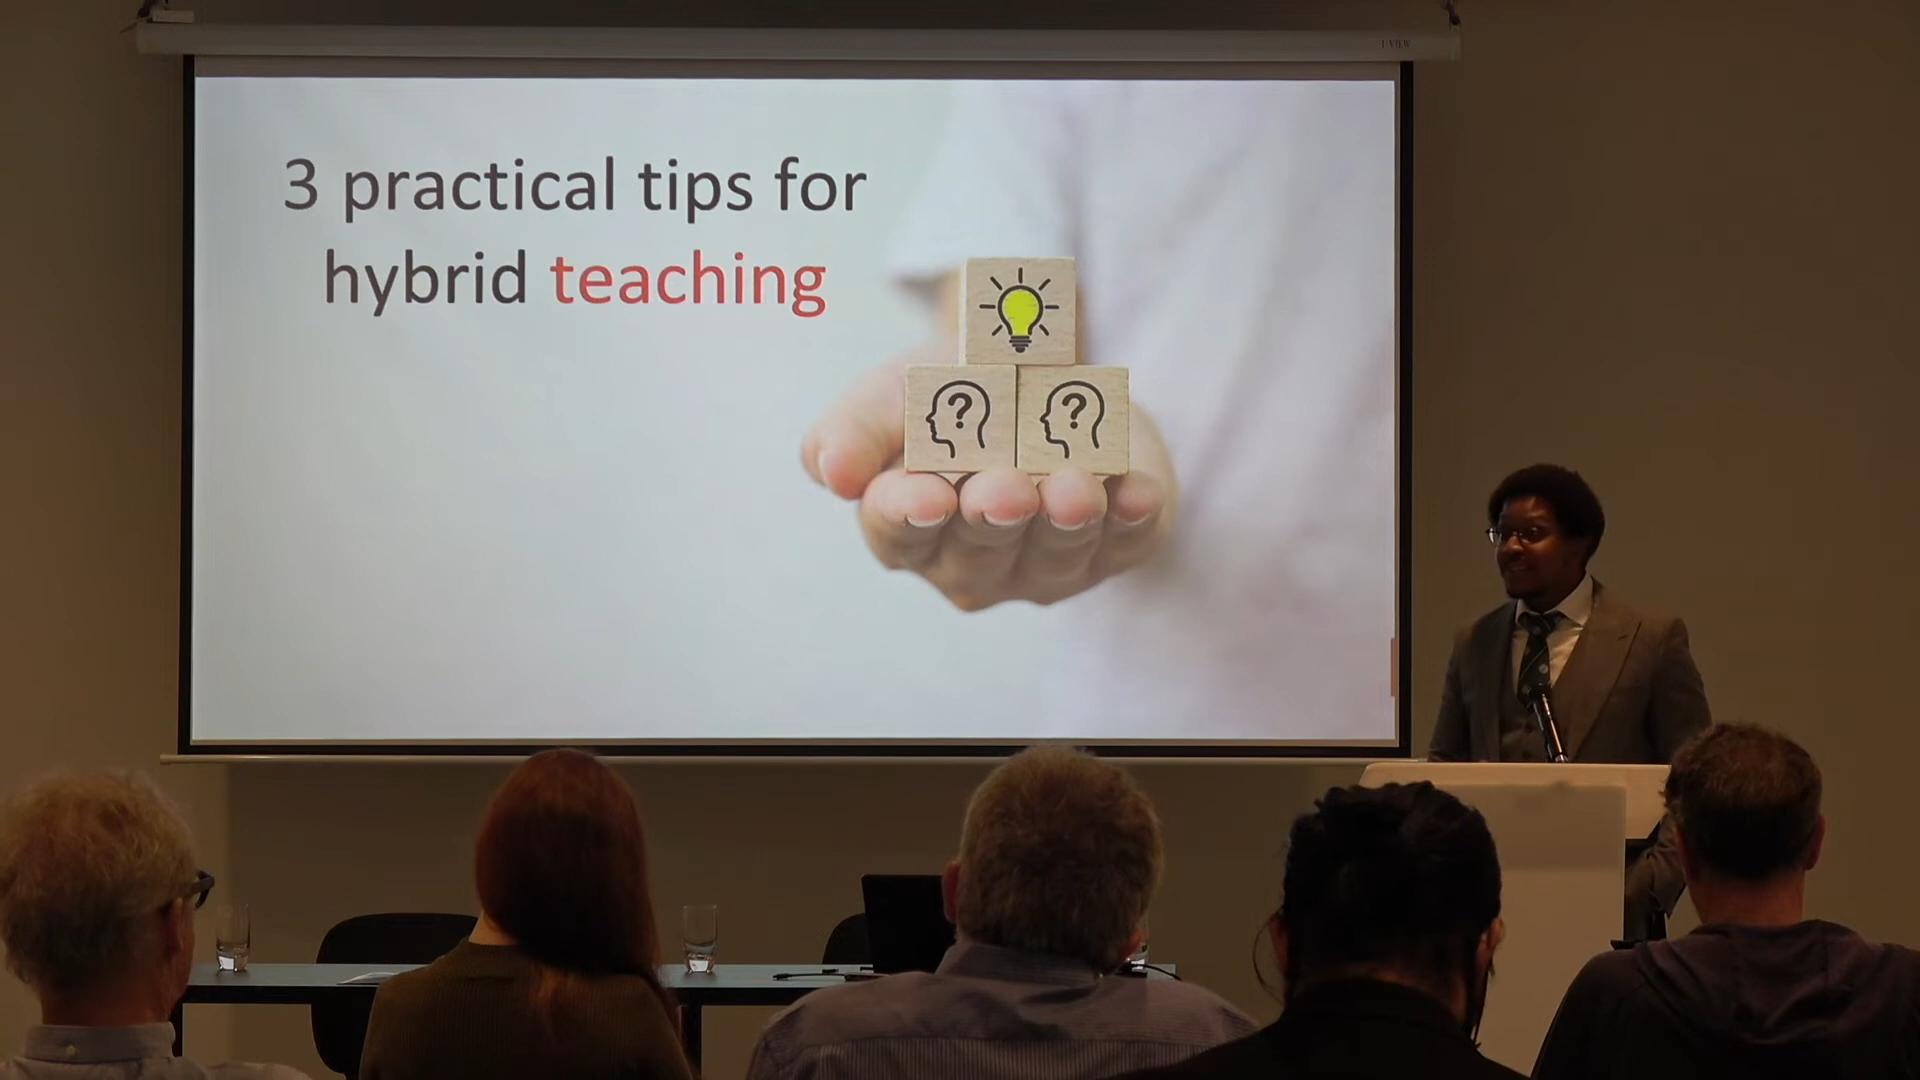 3 practical tips for
hybrid teaching
?
?